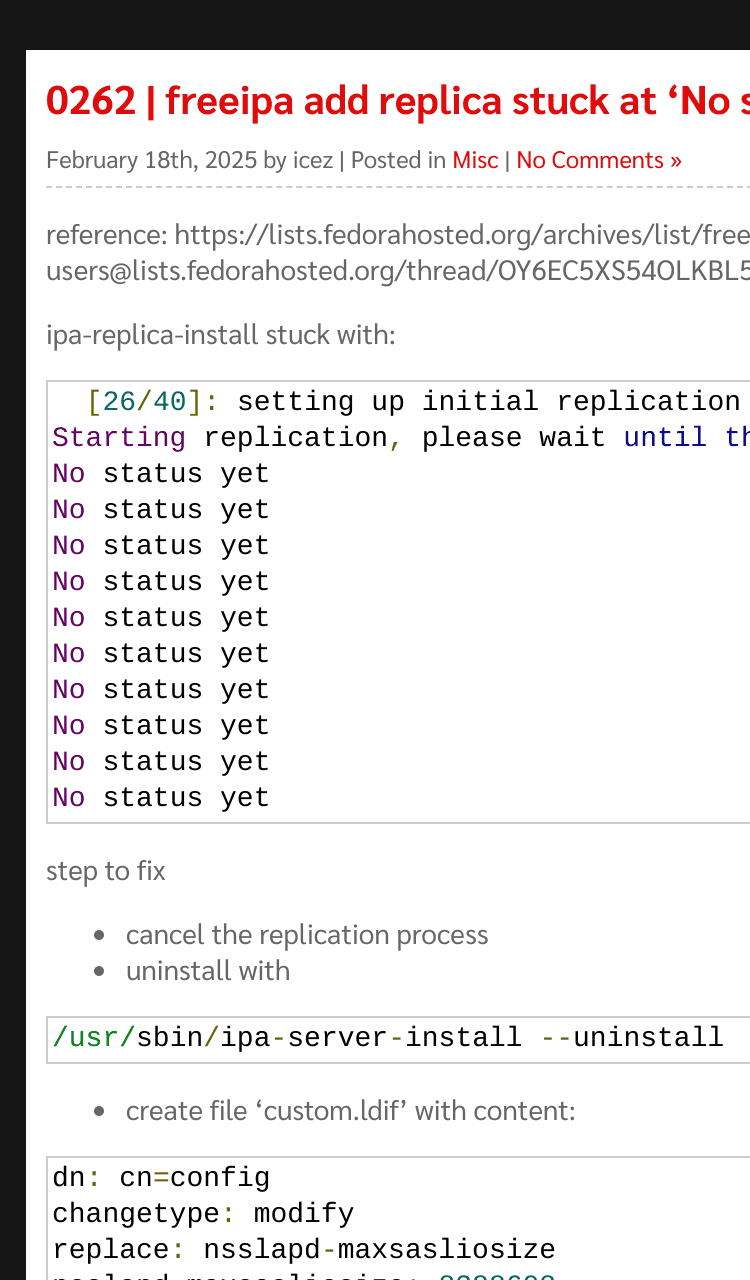 0262 | freeipa add replica stuck at ‘No
February 18th, 2025 by icez | Posted in Misc | No Comments »
reference: https://lists.fedorahosted.org/archives/list/free
users@lists.fedorahosted.org/thread/OY6EC5XS54OLKBL5
ipa-replica-install stuck with:
[26/40]: setting up initial replication
Starting replication, please wait until th
No status yet
No status yet
No status yet
No status yet
No status yet
No status yet
No status yet
No status yet
No status yet
No status yet
step to fix
• cancel the replication process
• uninstall with
/usr/sbin/ipa-server-install --uninstall
• create file ‘custom.ldif’ with content:
dn: cn=config
changetype: modify
replace: nsslapd-maxsasliosize